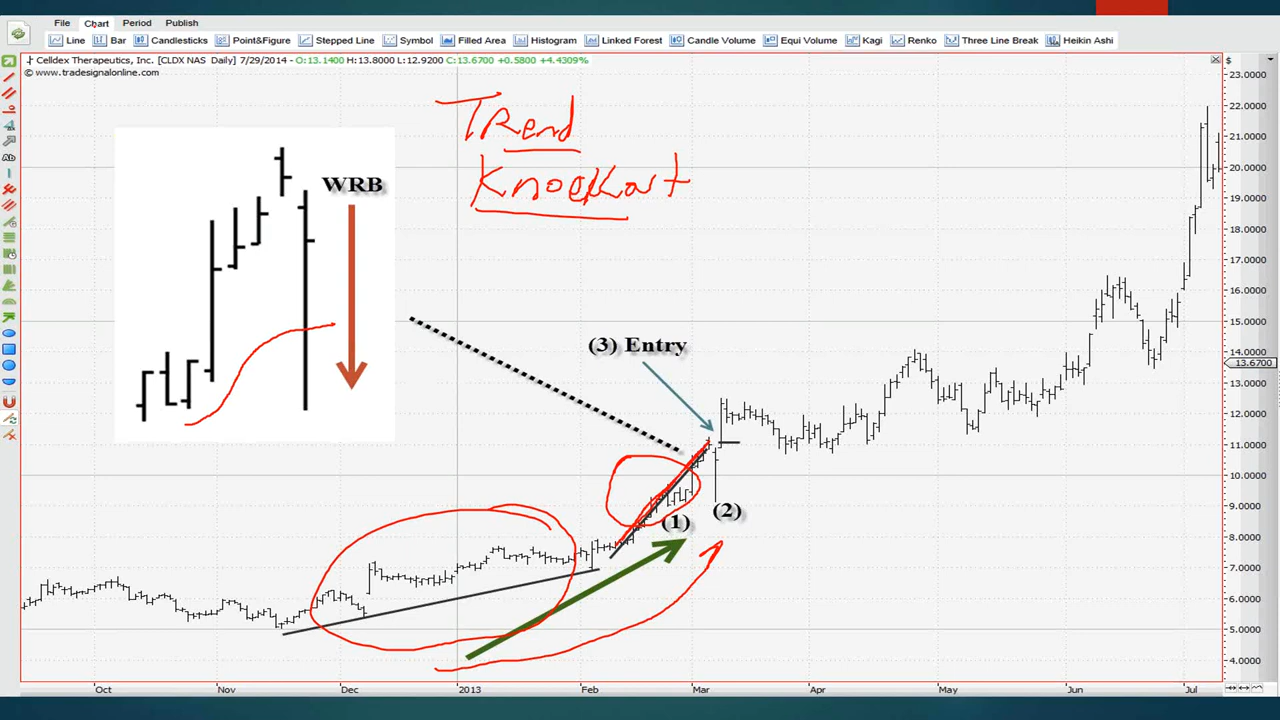 File Chart Period Publish
Line Bar Candlesticks Point&Figure Stepped Line Symbol Filled Area Histogram Linked Forest Candle Volume Equi Volume Kagi Renko Three Line Break Heikin Ashi
Celldex Therapeutics, Inc. [CLDX NAS Daily] 7/29/2014 - O:13.1400 H:13.8000 L:12.9200 C:13.6700 +0.5800 +4.4309%
© www.tradesignalonline.com
$
Trend
Knockout
WRB
(3) Entry
(1)
(2)
23.0000
22.0000
21.0000
20.0000
19.0000
18.0000
17.0000
16.0000
15.0000
14.0000
13.6700
13.0000
12.0000
11.0000
10.0000
9.0000
8.0000
7.0000
6.0000
5.0000
4.0000
Oct Nov Dec 2013 Feb Mar Apr May Jun Jul
Ab